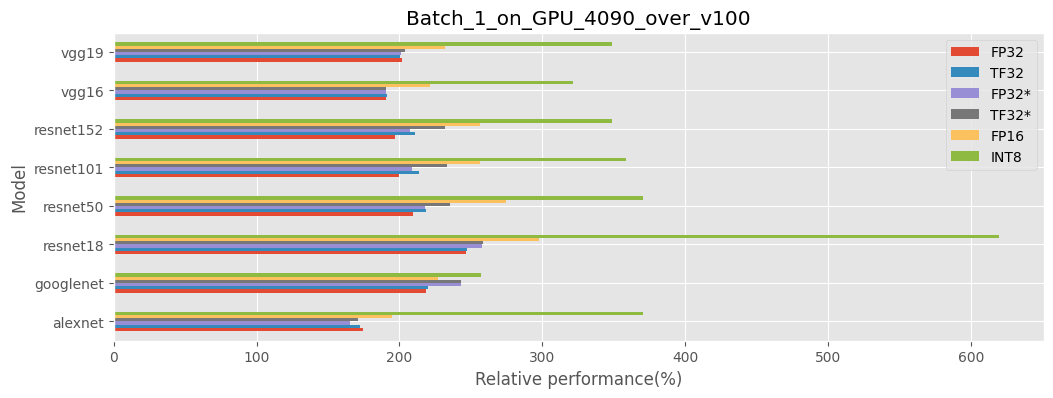 Batch_1_on_GPU_4090_over_v100
vgg19
vgg16
resnet152
resnet101
resnet50
resnet18
googlenet
alexnet
Model
0 100 200 300 400 500 600
Relative performance(%)
FP32
TF32
FP32*
TF32*
FP16
INT8